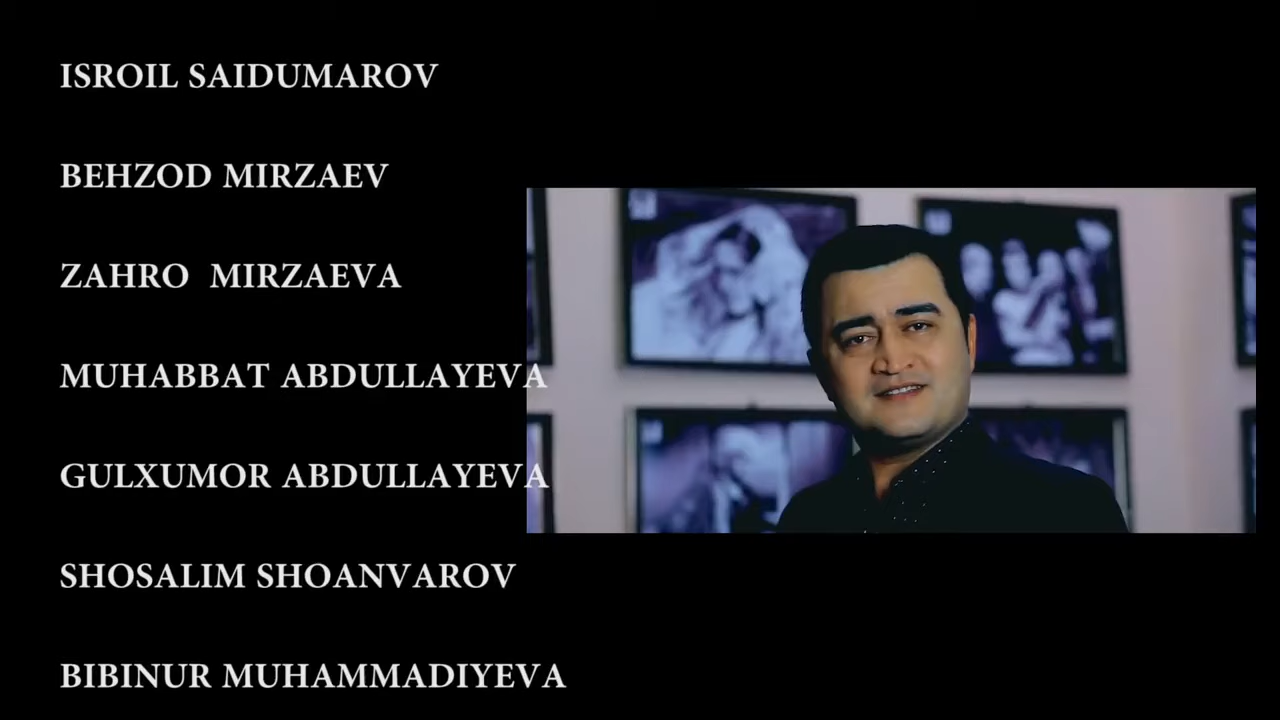 ISROIL SAIDUMAROV
BEHZOD MIRZAEV
ZAHRO MIRZAEVA
MUHABBAT ABDULLAYEVA
GULXUMOR ABDULLAYEVA
SHOSALIM SHOANVAROV
BIBINUR MUHAMMADIYEVA